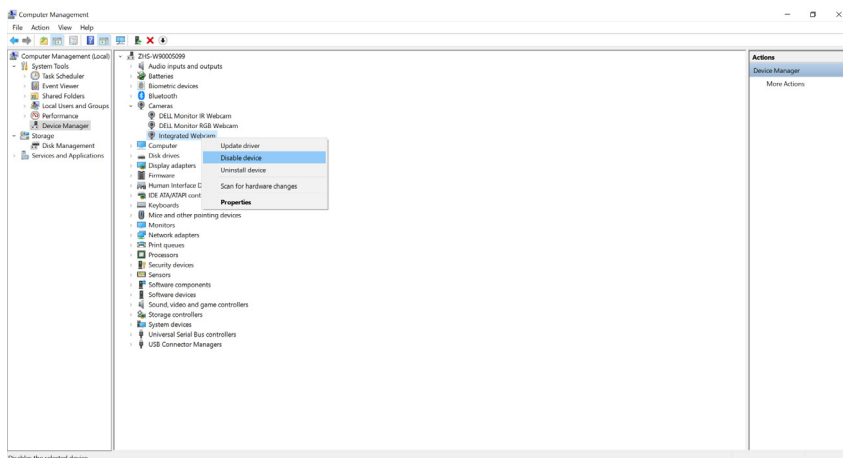 Computer Management
File Action View Help
Computer Management (Local)
System Tools
Task Scheduler
Event Viewer
Shared Folders
Local Users and Groups
Performance
Device Manager
Storage
Disk Management
Services and Applications
ZHS-W90005099
Audio inputs and outputs
Batteries
Biometric devices
Bluetooth
Cameras
DELL Monitor IR Webcam
DELL Monitor RGB Webcam
Integrated Webcam
Computer
Disk drives
Display adapters
Firmware
Human Interface D
IDE ATA/ATAPI cont
Keyboards
Mice and other pointing devices
Monitors
Network adapters
Print queues
Processors
Security devices
Sensors
Software components
Software devices
Sound, video and game controllers
Storage controllers
System devices
Universal Serial Bus controllers
USB Connector Managers
Update driver
Disable device
Uninstall device
Scan for hardware changes
Properties
Actions
Device Manager
More Actions
Disables the selected device